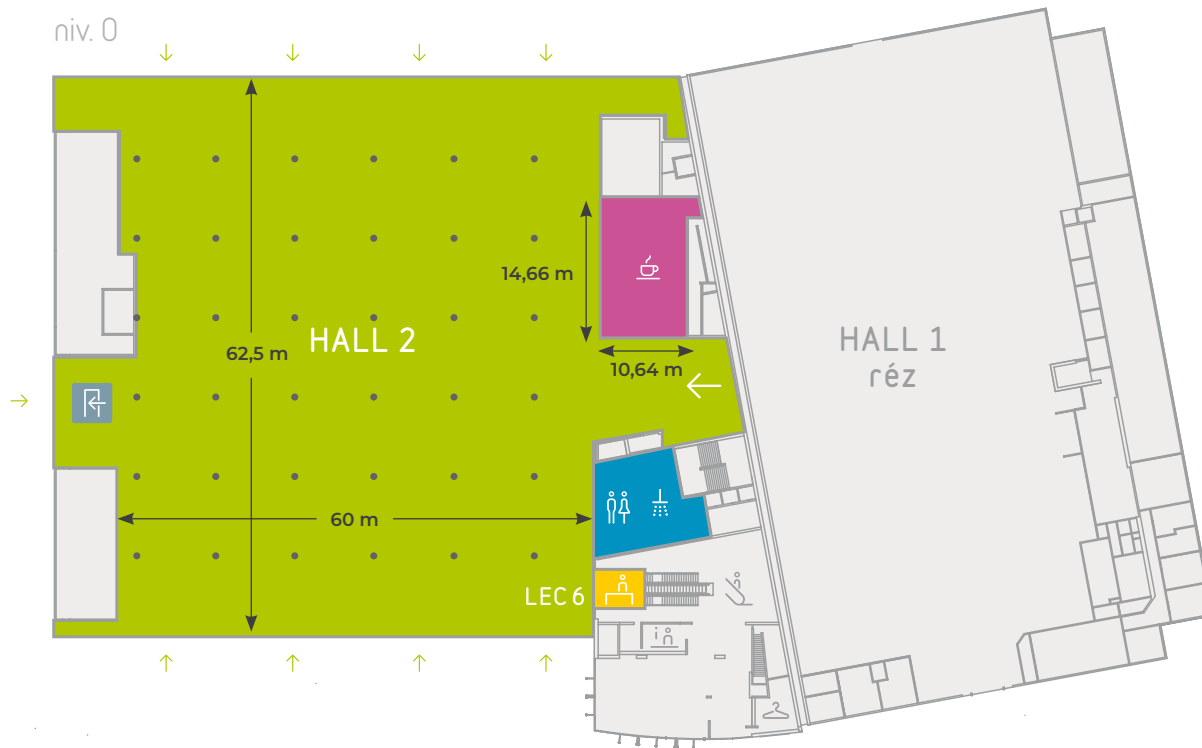 niv. 0
14,66 m
HALL 2
62,5 m
10,64 m
HALL 1
réz
60 m
LEC 6
i